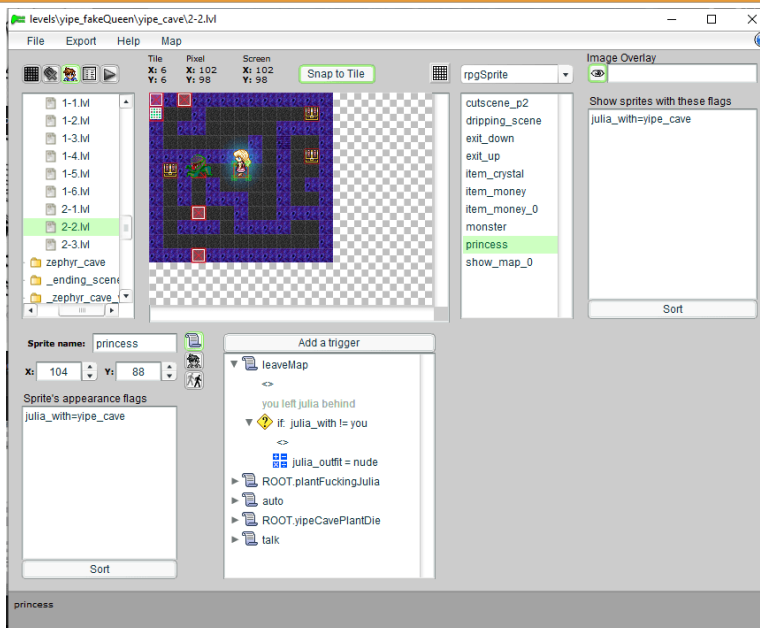 levels\yipe_fakeQueen\yipe_cave\2-2.lvl
File Export Help Map
Tile Pixel Screen
X: 6 X: 102 X: 102
Y: 6 Y: 98 Y: 98
Snap to Tile
rpgSprite
Image Overlay
1-1.lvl
1-2.lvl
1-3.lvl
1-4.lvl
1-5.lvl
1-6.lvl
2-1.lvl
2-2.lvl
2-3.lvl
zephyr_cave
_ending_scene
_zephyr_cave_
cutscene_p2
dripping_scene
exit_down
exit_up
item_crystal
item_money
item_money_0
monster
princess
show_map_0
Show sprites with these flags
julia_with=yipe_cave
Sort
Sprite name: princess
X: 104 Y: 88
Sprite's appearance flags
julia_with=yipe_cave
Sort
Add a trigger
leaveMap
<>
you left julia behind
if: julia_with != you
<>
julia_outfit = nude
ROOT.plantFuckingJulia
auto
ROOT.yipeCavePlantDie
talk
princess